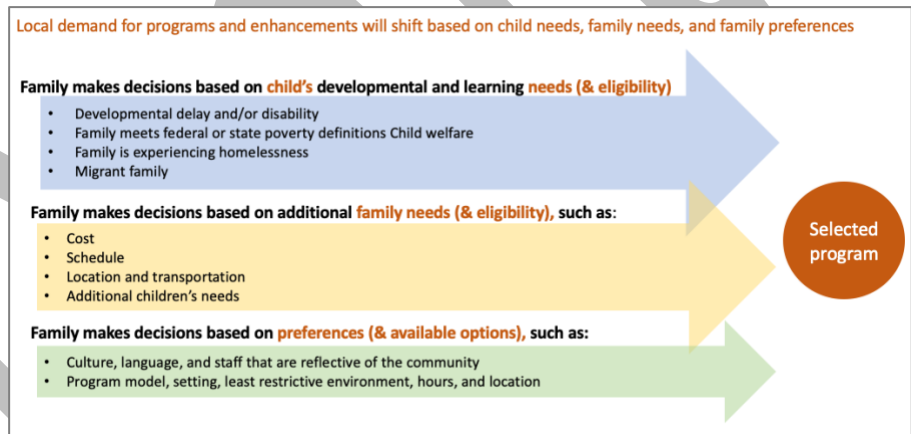 Local demand for programs and enhancements will shift based on child needs, family needs, and family preferences
Family makes decisions based on child's developmental and learning needs (& eligibility)
• Developmental delay and/or disability
• Family meets federal or state poverty definitions Child welfare
• Family is experiencing homelessness
• Migrant family
Family makes decisions based on additional family needs (& eligibility), such as:
• Cost
• Schedule
• Location and transportation
• Additional children's needs
Family makes decisions based on preferences (& available options), such as:
• Culture, language, and staff that are reflective of the community
• Program model, setting, least restrictive environment, hours, and location
Selected
program